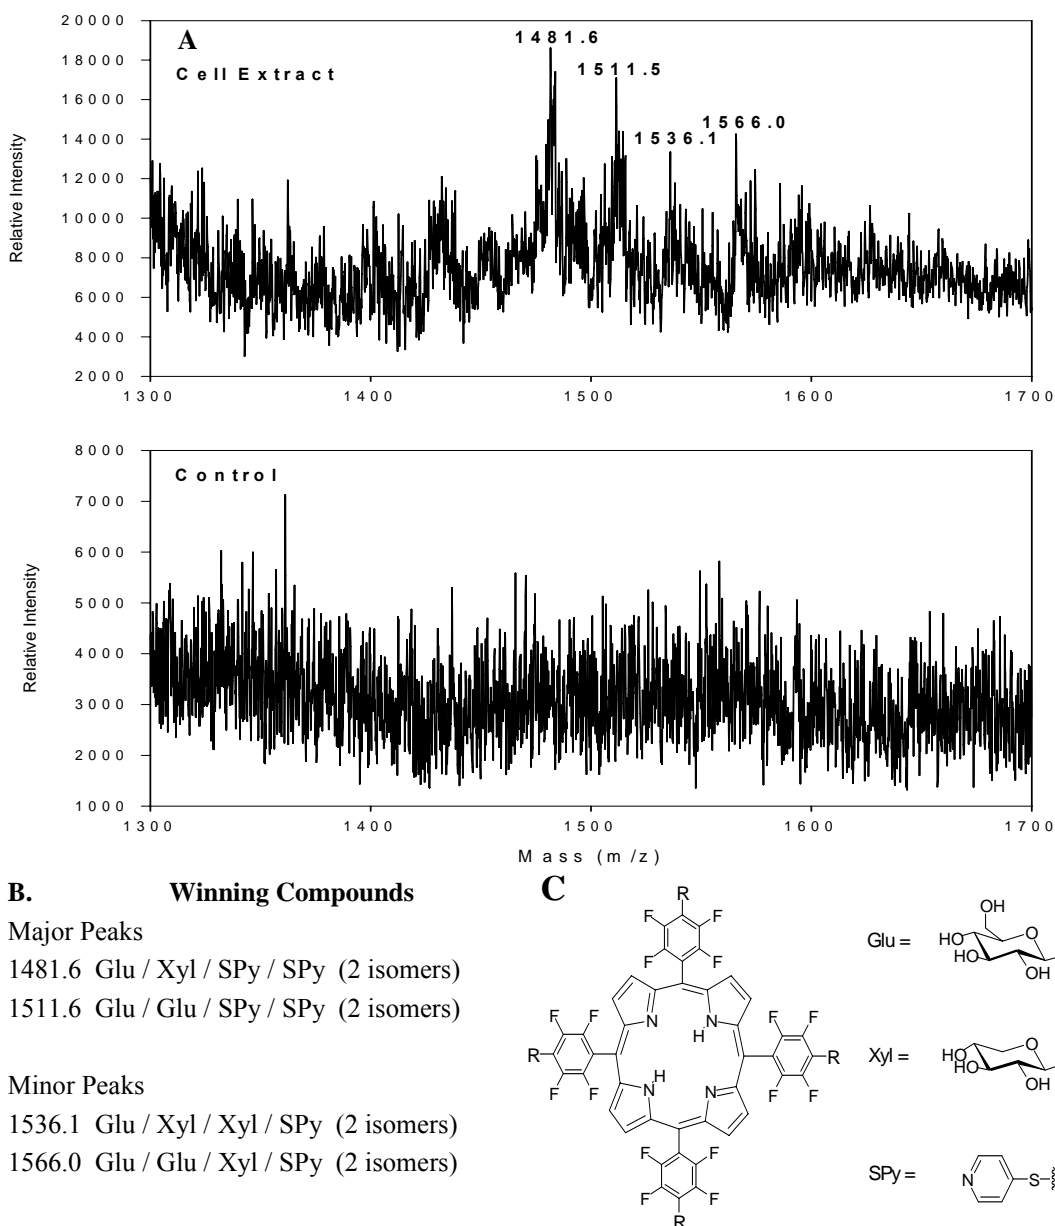 A
Cell Extract
1481.6
1511.5
1536.1
1566.0
20000
18000
16000
14000
12000
10000
8000
6000
4000
2000
Relative Intensity
1300 1400 1500 1600 1700
Control
8000
7000
6000
5000
4000
3000
2000
1000
Relative Intensity
1300 1400 1500 1600 1700
Mass (m/z)
B. Winning Compounds
Major Peaks
1481.6 Glu / Xyl / SPy / SPy (2 isomers)
1511.6 Glu / Glu / SPy / SPy (2 isomers)
Minor Peaks
1536.1 Glu / Xyl / Xyl / SPy (2 isomers)
1566.0 Glu / Glu / Xyl / SPy (2 isomers)
C
R
F F
F F
F F
R
F F
N
N
H
H
N
N
F F
R
F F
F F
F F
R
Glu =
OH
HO
HO
O
OH
Xyl =
HO
HO
O
OH
SPy =
N
S